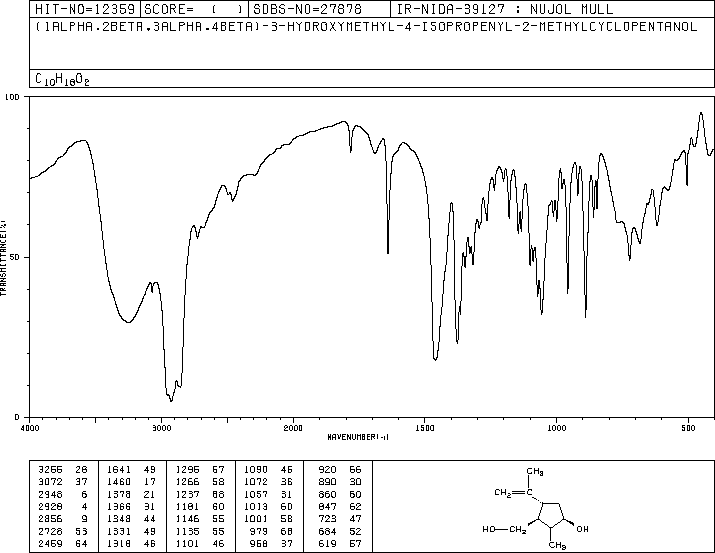 HIT-NO=12359 SCORE= ( ) SDBS-NO=27878 IR-NIDA-39127 : NUJOL MULL
(1ALPHA.2BETA.3ALPHA.4BETA)-3-HYDROXYMETHYL-4-ISOPROPENYL-2-METHYLCYCLOPENTANOL
C10H18O2
100
50
0
TRANSMITTANCE(%)
4000 3000 2000 1500 1000 500
WAVENUMBER(-1)
3255 28 1641 49 1295 67 1090 45 920 66
3072 37 1460 17 1266 58 1072 36 890 30
2948 6 1378 21 1237 68 1057 31 860 60
2928 4 1366 31 1181 60 1013 60 847 62
2856 9 1348 44 1146 55 1001 58 723 47
2728 53 1331 49 1135 55 979 68 684 52
2459 64 1318 46 1101 46 958 37 619 57
CH3
CH2
HO CH2 OH
CH3